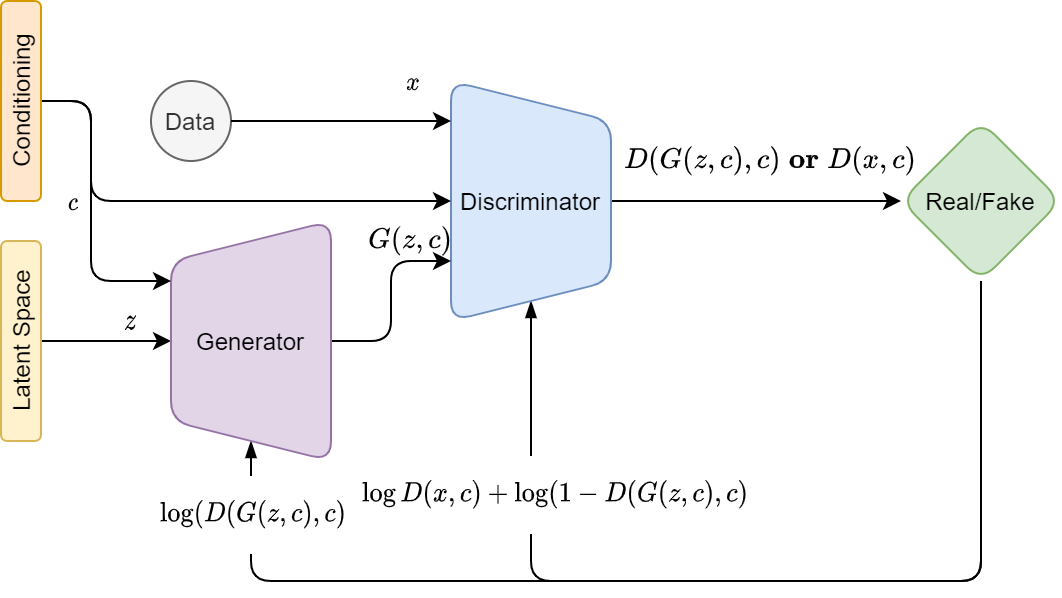 Conditioning
Data
x
Discriminator
D(G(z, c), c) or D(x, c)
Real/Fake
c
G(z, c)
Latent Space
z
Generator
log(D(G(z, c), c)
log D(x, c) + log(1 − D(G(z, c), c)